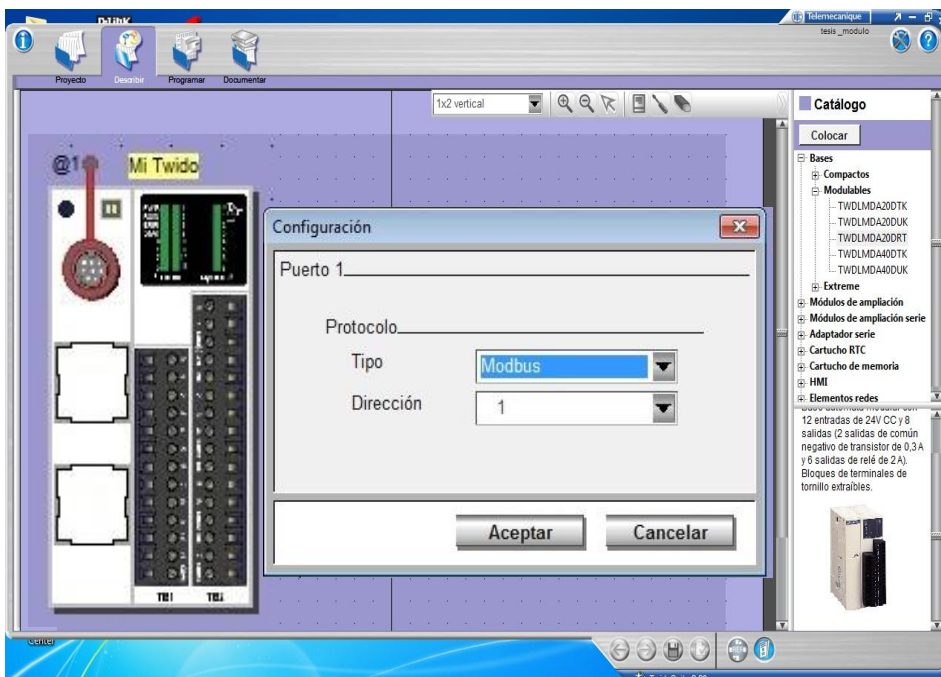 D-Link
Telemecanique
tesis_modulo
Proyecto
Describir
Programar
Documentar
1x2 vertical
Catálogo
Colocar
Bases
Compactos
Modulables
TWDLMDA20DTK
TWDLMDA20DUK
TWDLMDA20DRT
TWDLMDA40DTK
TWDLMDA40DUK
Extreme
Módulos de ampliación
Módulos de ampliación serie
Adaptador serie
Cartucho RTC
Cartucho de memoria
HMI
Elementos redes
12 entradas de 24V CC y 8
salidas (2 salidas de común
negativo de transistor de 0,3 A
y 6 salidas de relé de 2 A).
Bloques de terminales de
tornillo extraíbles.
@1
Mi Twido
Configuración
Puerto 1
Protocolo
Tipo
Modbus
Dirección
1
Aceptar
Cancelar
TB1
TB2
Center